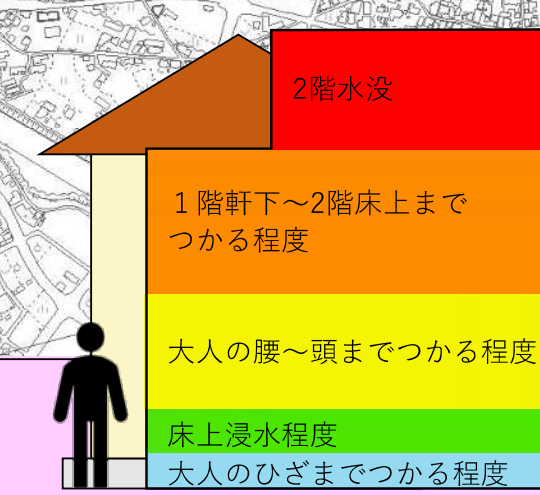 2階水没
１階軒下～2階床上まで
つかる程度
大人の腰～頭までつかる程度
床上浸水程度
大人のひざまでつかる程度